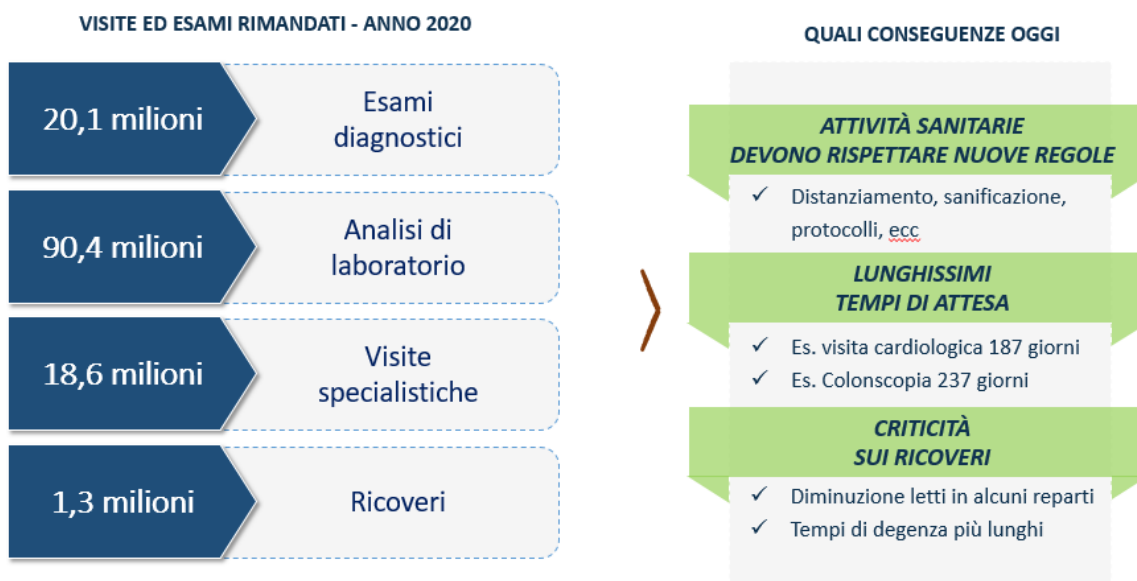 VISITE ED ESAMI RIMANDATI - ANNO 2020
20,1 milioni
Esami
diagnostici
90,4 milioni
Analisi di
laboratorio
18,6 milioni
Visite
specialistiche
1,3 milioni
Ricoveri
QUALI CONSEGUENZE OGGI
ATTIVITÀ SANITARIE
DEVONO RISPETTARE NUOVE REGOLE
✓ Distanziamento, sanificazione,
protocolli, ecc
LUNGHISSIMI
TEMPI DI ATTESA
✓ Es. visita cardiologica 187 giorni
✓ Es. Colonscopia 237 giorni
CRITICITÀ
SUI RICOVERI
✓ Diminuzione letti in alcuni reparti
✓ Tempi di degenza più lunghi